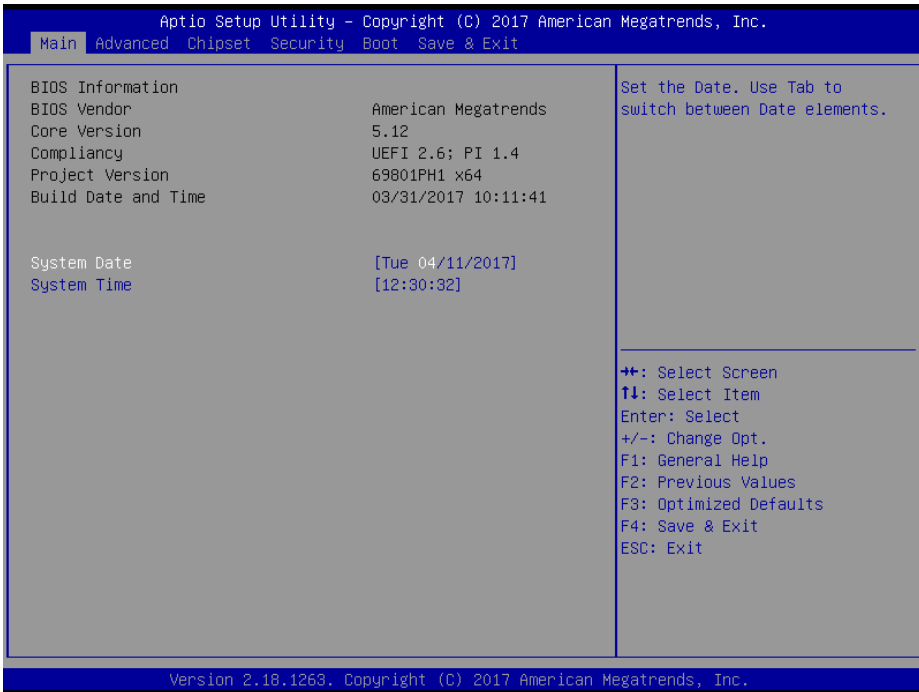 Aptio Setup Utility – Copyright (C) 2017 American Megatrends, Inc.
Main Advanced Chipset Security Boot Save & Exit
BIOS Information
BIOS Vendor American Megatrends
Core Version 5.12
Compliancy UEFI 2.6; PI 1.4
Project Version 69801PH1 x64
Build Date and Time 03/31/2017 10:11:41
System Date [Tue 04/11/2017]
System Time [12:30:32]
Set the Date. Use Tab to
switch between Date elements.
→←: Select Screen
↑↓: Select Item
Enter: Select
+/-: Change Opt.
F1: General Help
F2: Previous Values
F3: Optimized Defaults
F4: Save & Exit
ESC: Exit
Version 2.18.1263. Copyright (C) 2017 American Megatrends, Inc.